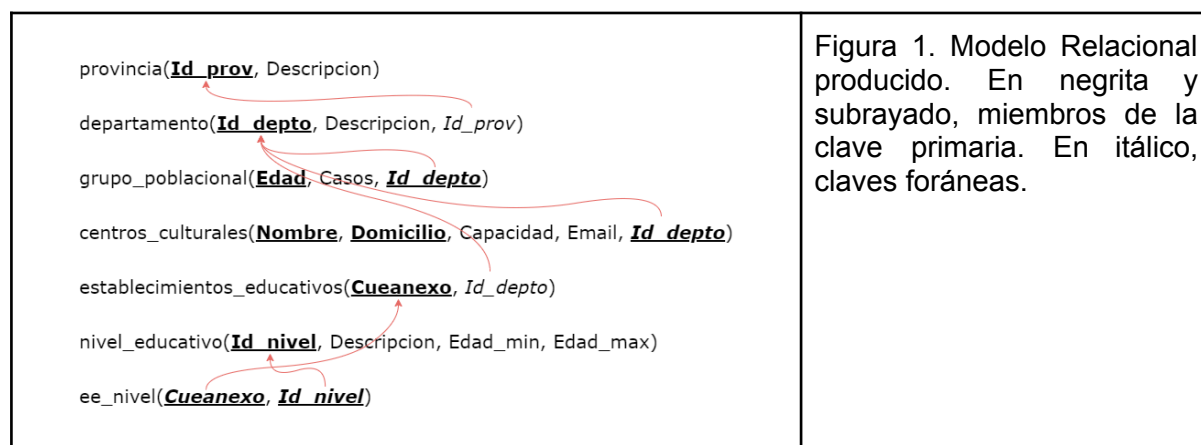 provincia(Id_prov, Descripcion)
departamento(Id_depto, Descripcion, Id_prov)
grupo_poblacional(Edad, Casos, Id_depto)
centros_culturales(Nombre, Domicilio, Capacidad, Email, Id_depto)
establecimientos_educativos(Cueanexo, Id_depto)
nivel_educativo(Id_nivel, Descripcion, Edad_min, Edad_max)
ee_nivel(Cueanexo, Id_nivel)
Figura 1. Modelo Relacional
producido. En negrita y
subrayado, miembros de la
clave primaria. En itálico,
claves foráneas.